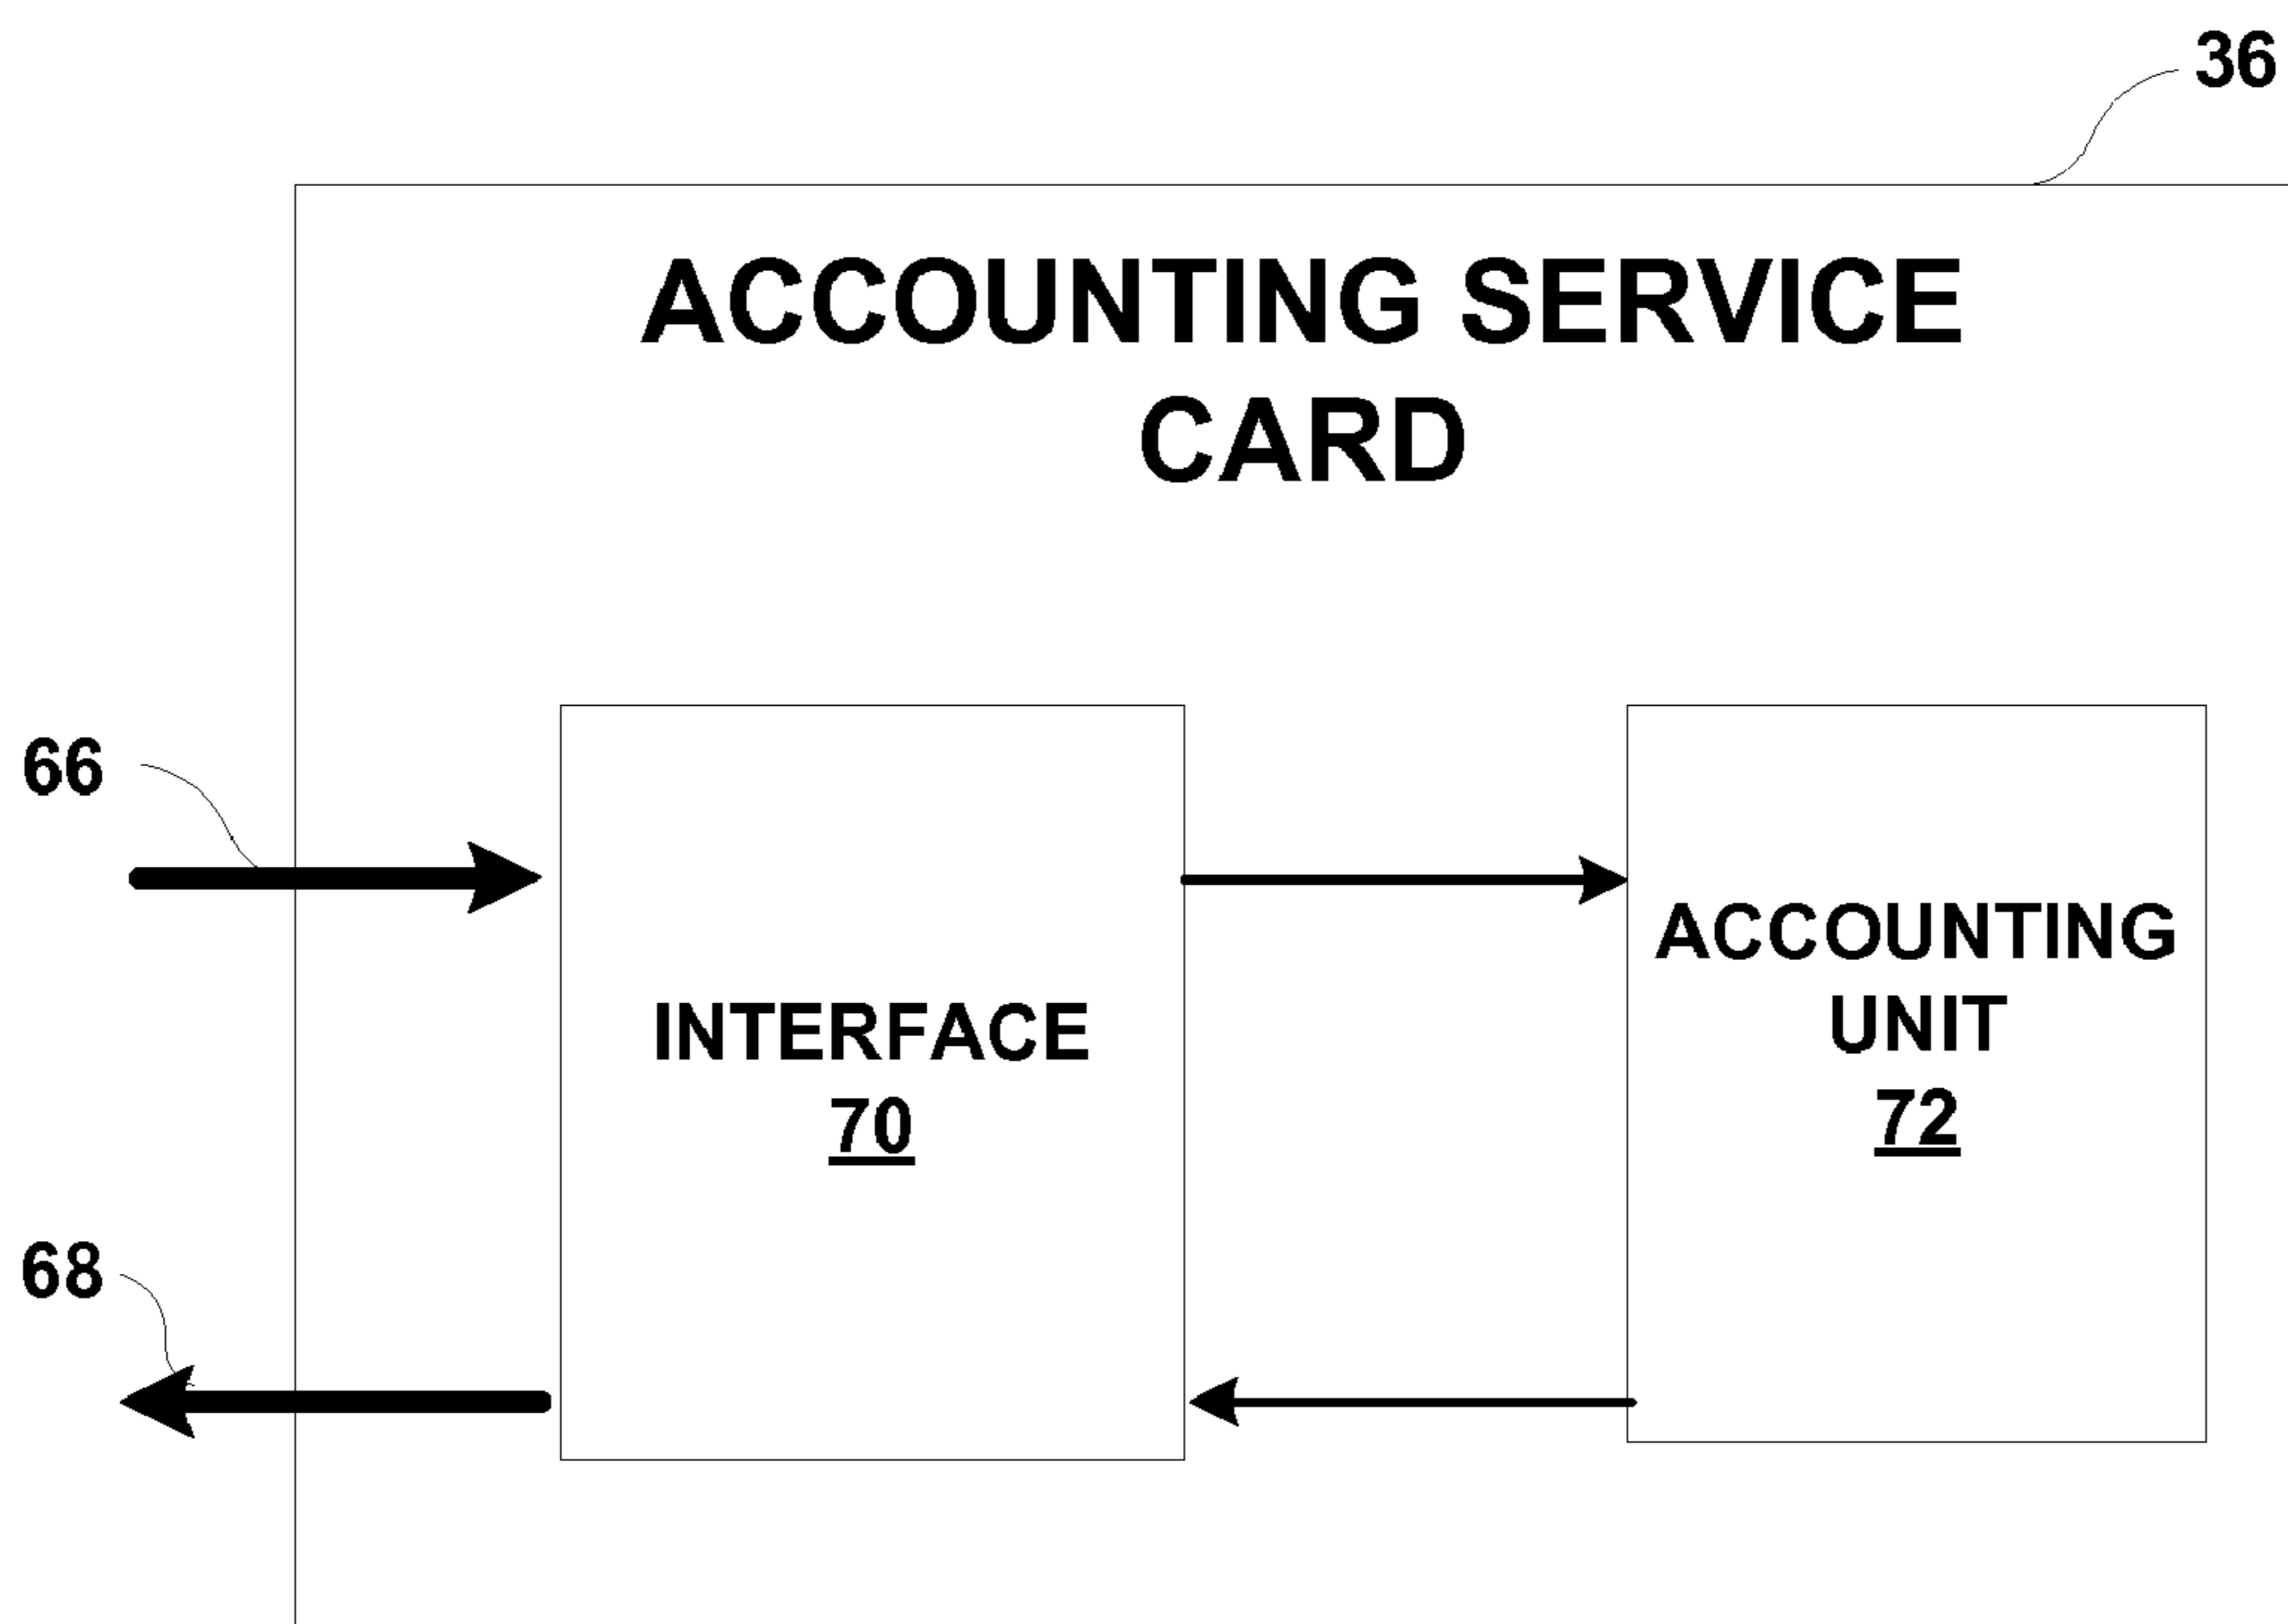 36
ACCOUNTING SERVICE
CARD
66
INTERFACE
70
ACCOUNTING
UNIT
72
68